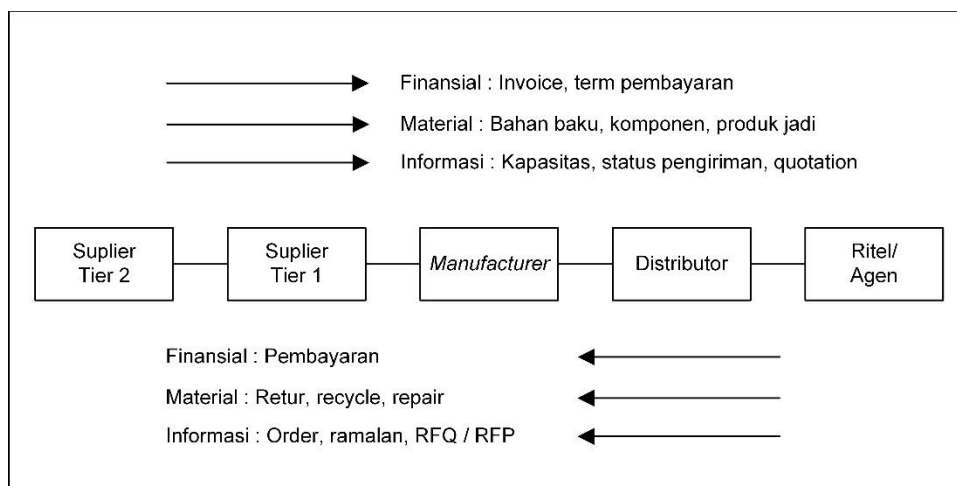 Finansial : Invoice, term pembayaran
Material : Bahan baku, komponen, produk jadi
Informasi : Kapasitas, status pengiriman, quotation
Suplier
Tier 2
Suplier
Tier 1
Manufacturer
Distributor
Ritel/
Agen
Finansial : Pembayaran
Material : Retur, recycle, repair
Informasi : Order, ramalan, RFQ / RFP